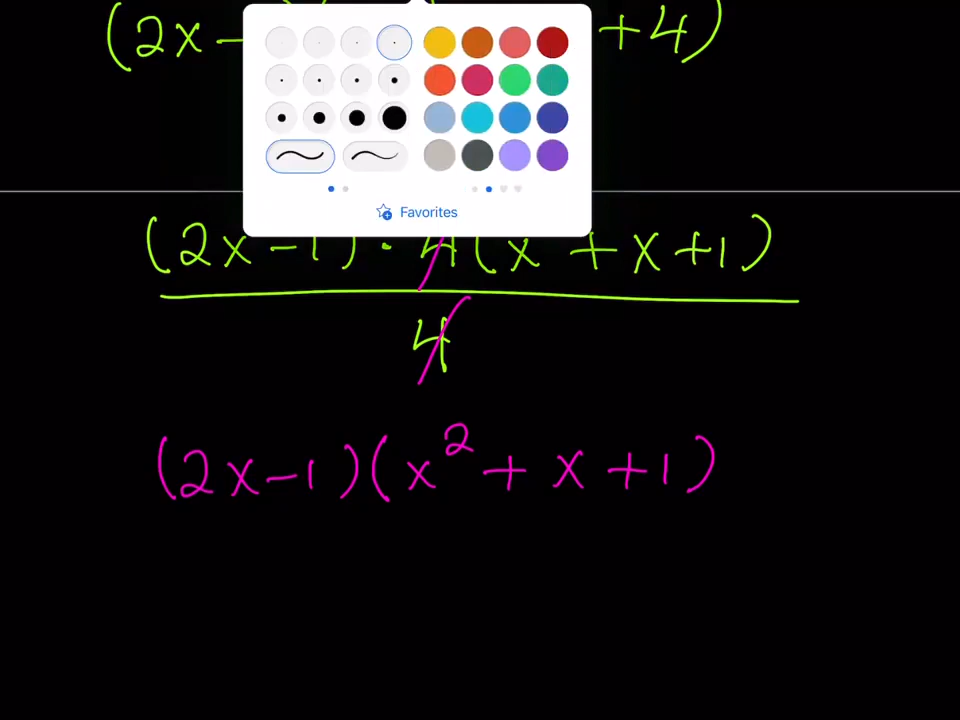 (2x- +4)
Favorites
(2x-1)·4(x +x+1)
4
(2x-1)(x²+x+1)